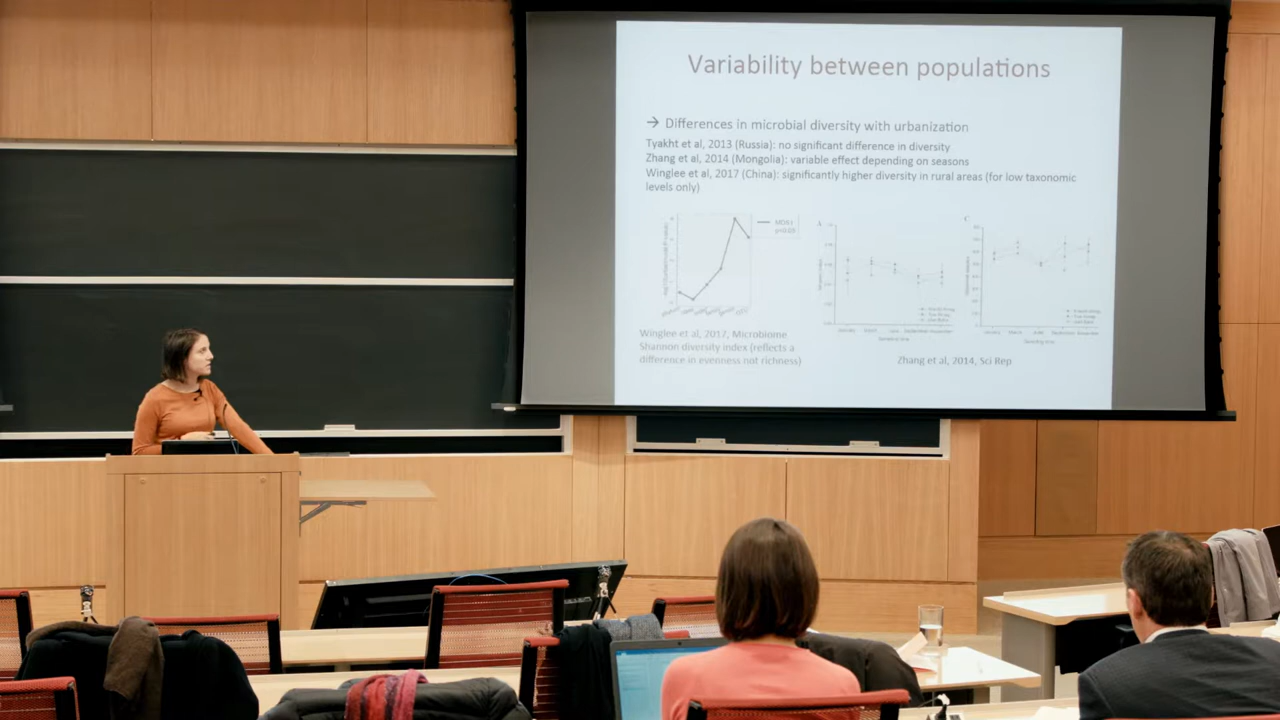 Variability between populations
→ Differences in microbial diversity with urbanization
Tyakht et al, 2013 (Russia): no significant difference in diversity
Zhang et al, 2014 (Mongolia): variable effect depending on seasons
Winglee et al, 2017 (China): significantly higher diversity in rural areas (for low taxonomic
levels only)
A
C
Winglee et al, 2017, Microbiome
Shannon diversity index (reflects a
difference in evenness not richness)
Zhang et al, 2014, Sci Rep